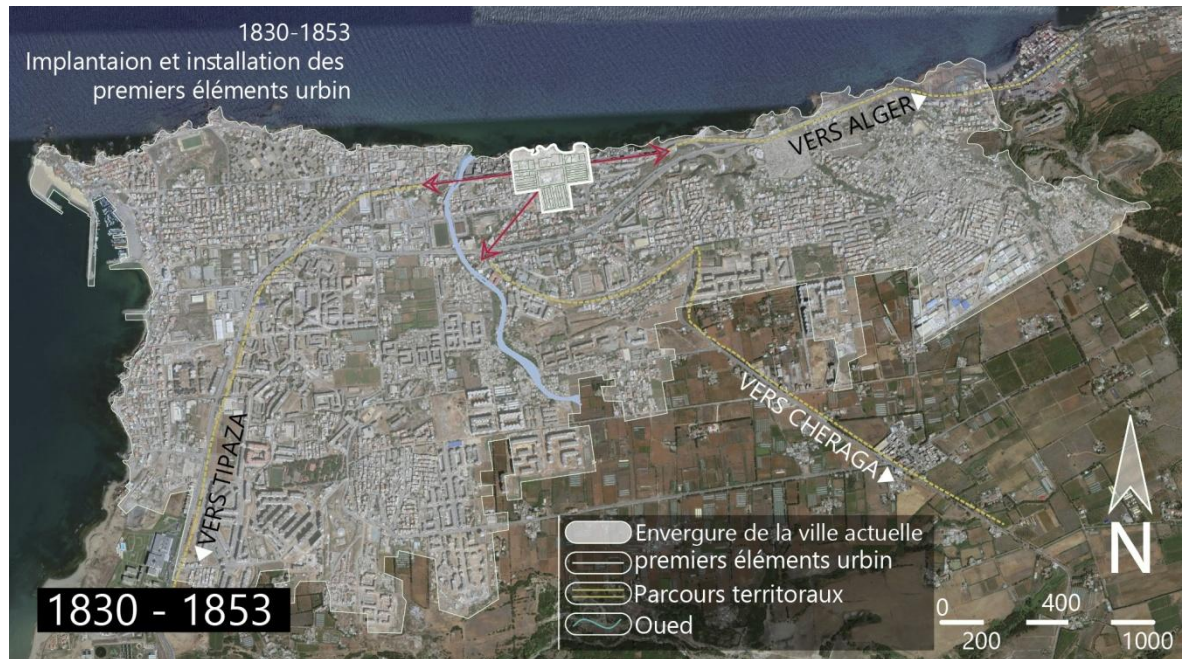 1830-1853
Implantaion et installation des
premiers éléments urbin
VERS ALGER
VERS CHERAGA
VERS TIPAZA
Envergure de la ville actuelle
premiers éléments urbin
Parcours territoraux
Oued
1830 - 1853
N
0 400
200 1000